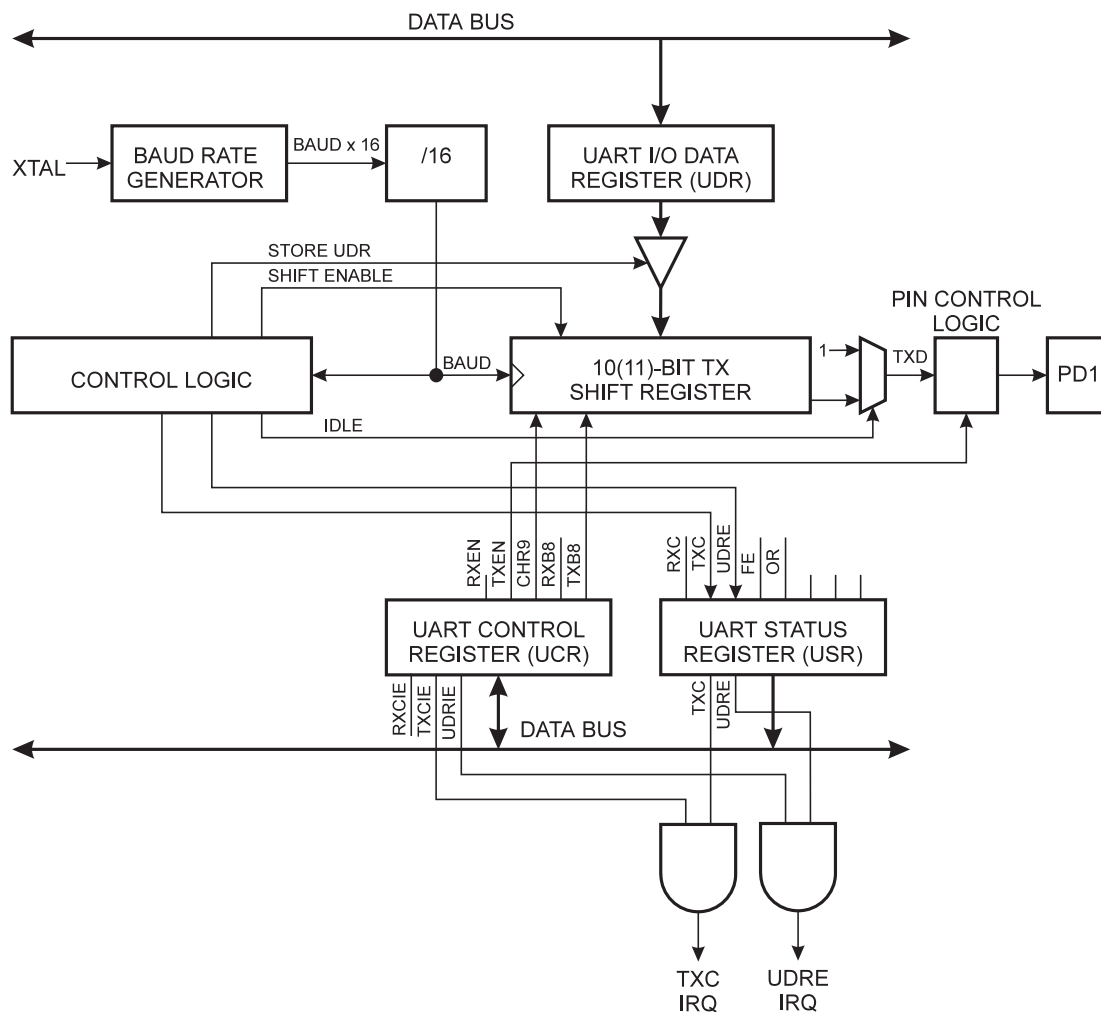 DATA BUS
XTAL
BAUD RATE
GENERATOR
BAUD x 16
/16
UART I/O DATA
REGISTER (UDR)
STORE UDR
SHIFT ENABLE
PIN CONTROL
LOGIC
CONTROL LOGIC
BAUD
10(11)-BIT TX
SHIFT REGISTER
1
TXD
PD1
IDLE
RXEN
TXEN
CHR9
RXB8
TXB8
RXC
TXC
UDRE
FE
OR
UART CONTROL
REGISTER (UCR)
UART STATUS
REGISTER (USR)
RXCIE
TXCIE
UDRIE
TXC
UDRE
DATA BUS
TXC
IRQ
UDRE
IRQ